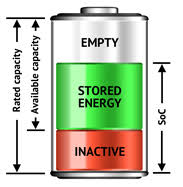 Rated capacity
Available capacity
EMPTY
STORED
ENERGY
INACTIVE
SoC